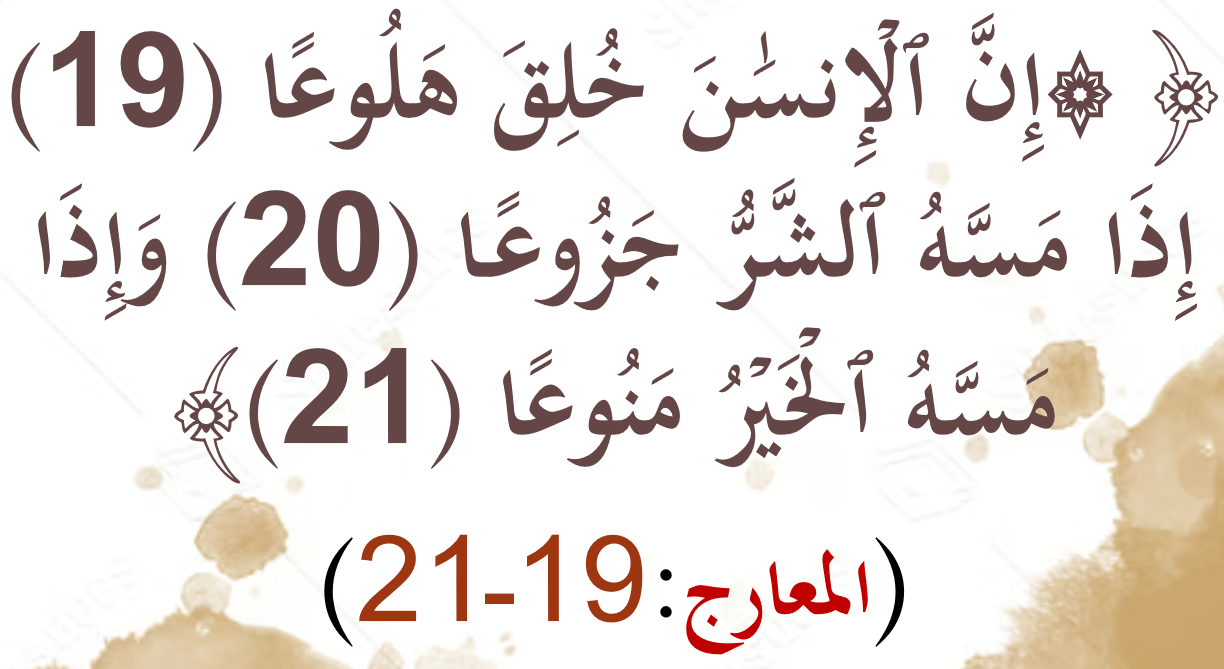 ﴿ ۞إِنَّ ٱلْإِنسَٰنَ خُلِقَ هَلُوعًا (19)
إِذَا مَسَّهُ ٱلشَّرُّ جَزُوعًا (20) وَإِذَا
مَسَّهُ ٱلْخَيْرُ مَنُوعًا (21)﴾
(المعارج:19-21)